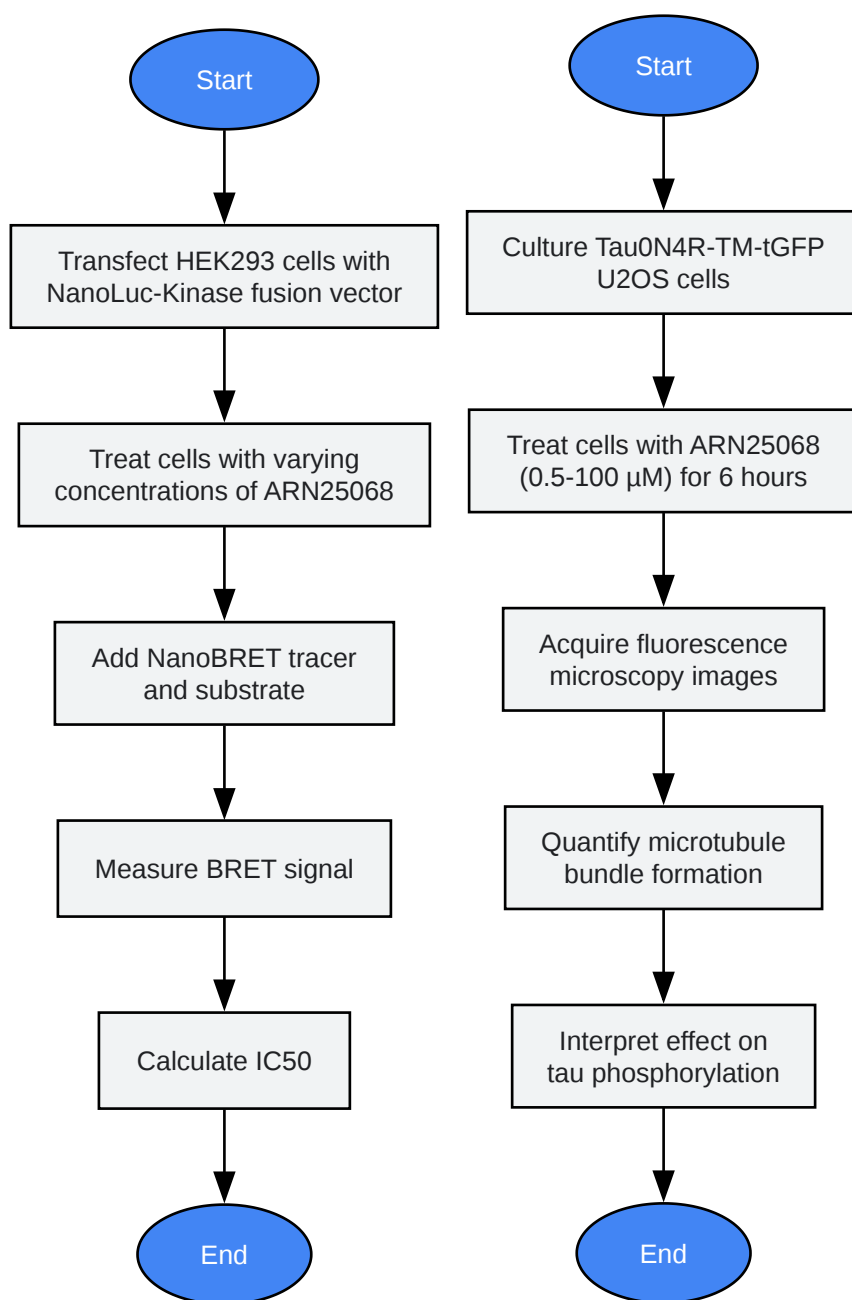 Start
Transfect HEK293 cells with
NanoLuc-Kinase fusion vector
Treat cells with varying
concentrations of ARN25068
Add NanoBRET tracer
and substrate
Measure BRET signal
Calculate IC50
End
Start
Culture Tau0N4R-TM-tGFP
U2OS cells
Treat cells with ARN25068
(0.5-100 µM) for 6 hours
Acquire fluorescence
microscopy images
Quantify microtubule
bundle formation
Interpret effect on
tau phosphorylation
End